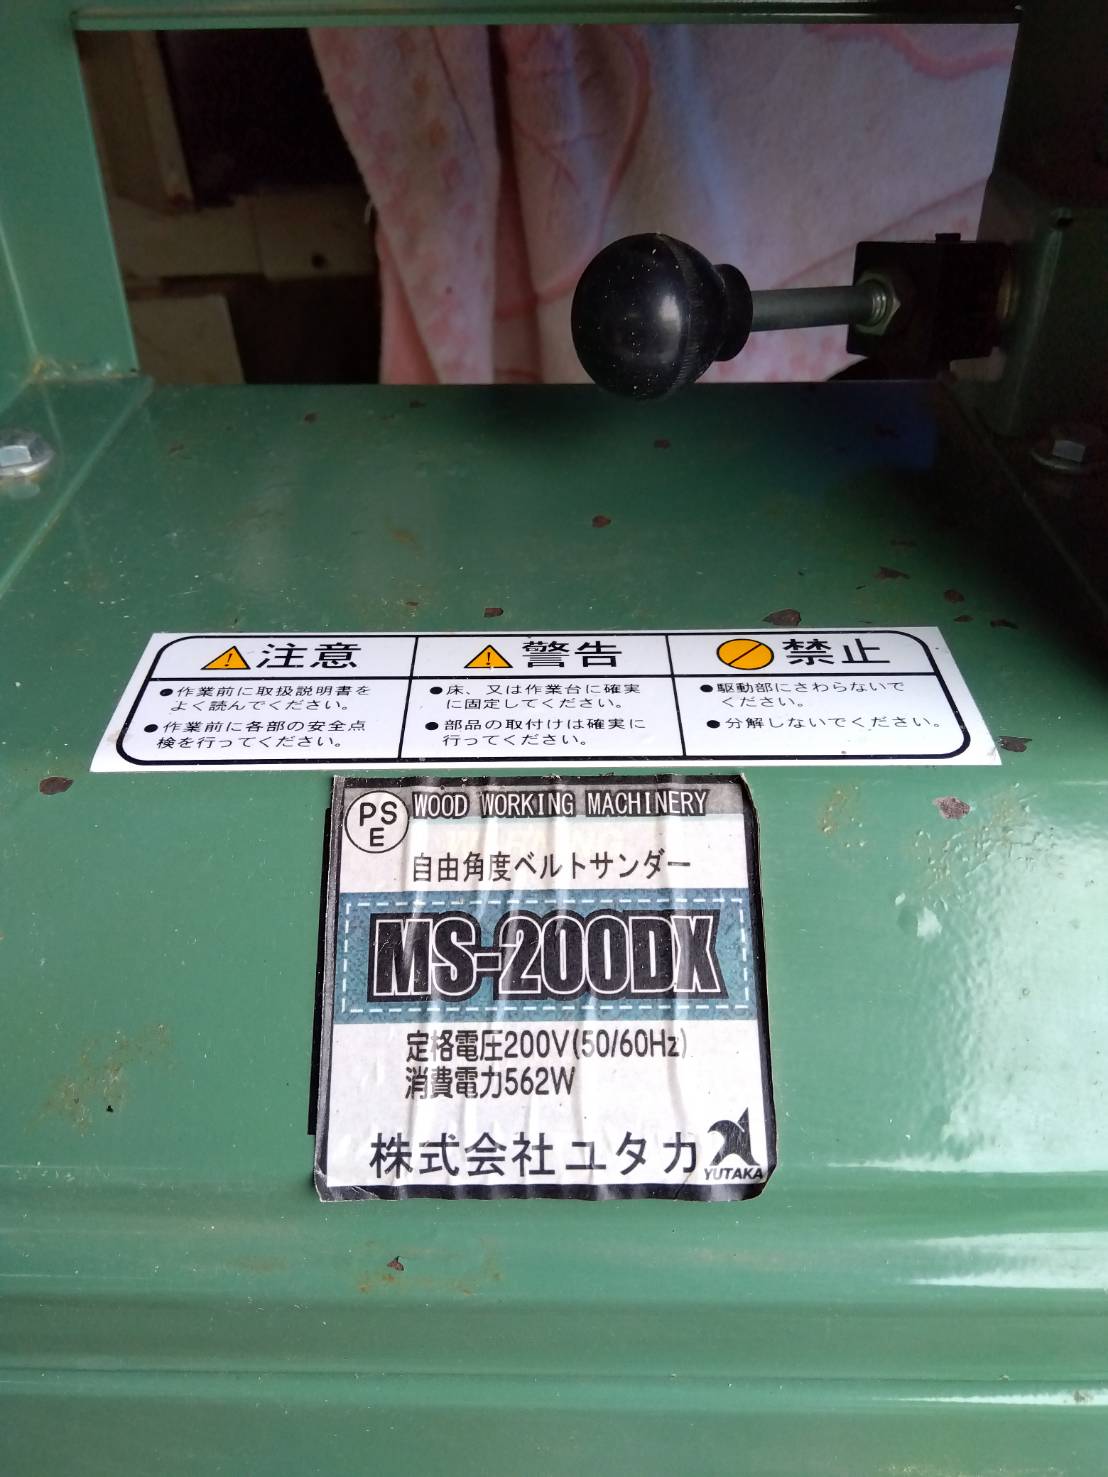 注意
●作業前に取扱説明書を
よく読んでください。
●作業前に各部の安全点
検を行ってください。
警告
●床、又は作業台に確実
に固定してください。
●部品の取付けは確実に
行ってください。
禁止
●駆動部にさわらないで
ください。
●分解しないでください。
PS
E
WOOD WORKING MACHINERY
自由角度ベルトサンダー
MS-200DX
定格電圧200V(50/60Hz)
消費電力562W
株式会社ユタカ
YUTAKA